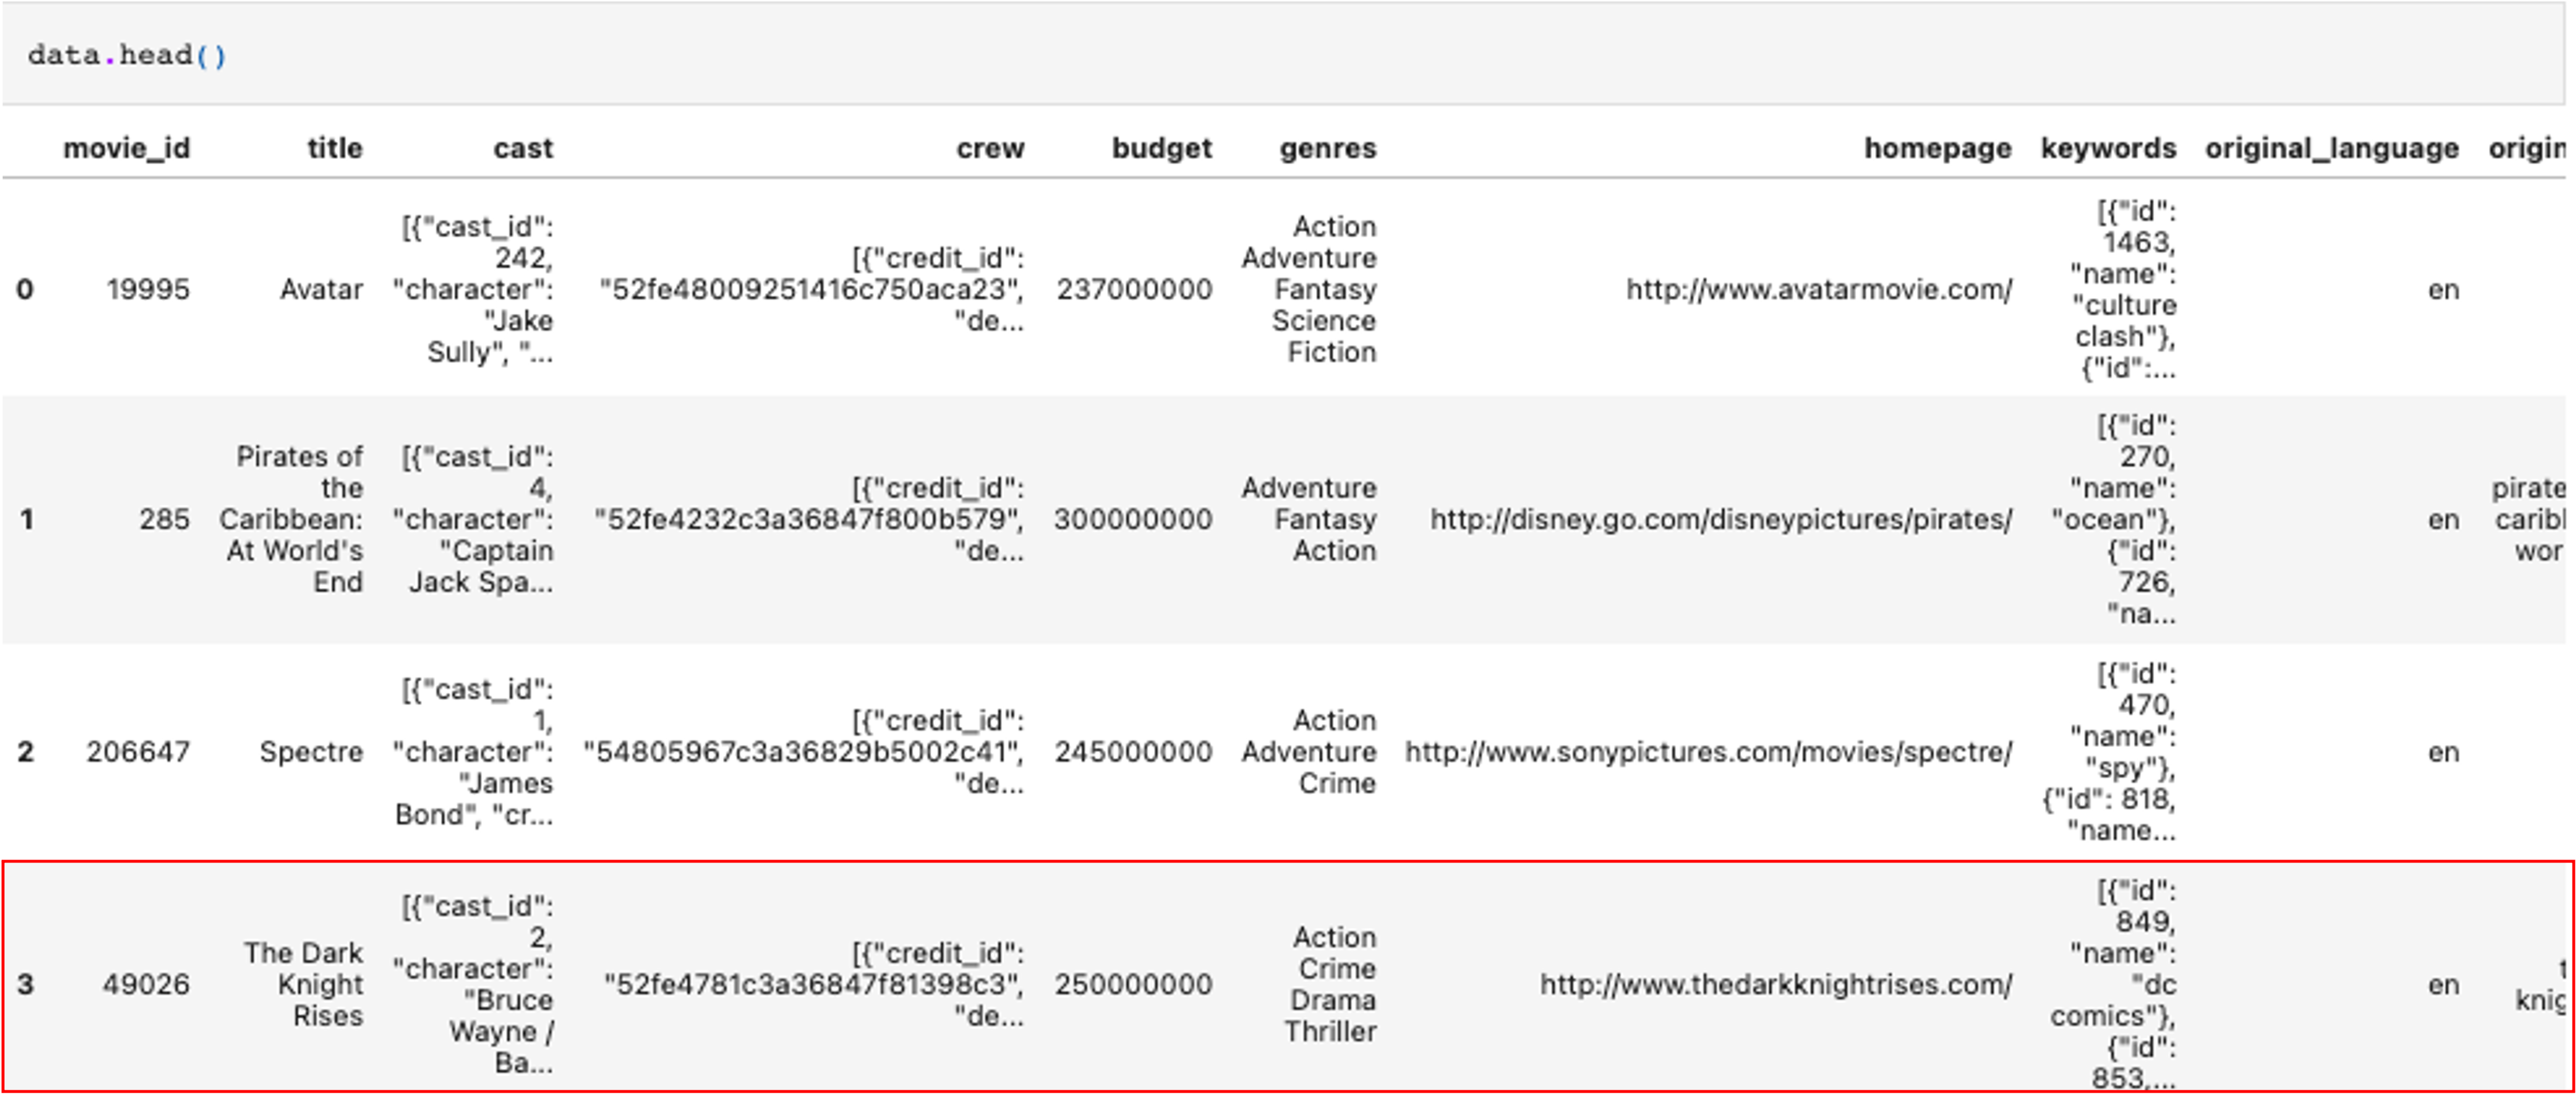 data.head()
movie_id title cast crew budget genres homepage keywords original_language origin
0 19995 Avatar [{"cast_id": 242, "character": "Jake Sully", "... [{"credit_id": "52fe48009251416c750aca23", "de... 237000000 Action Adventure Fantasy Science Fiction http://www.avatarmovie.com/ [{"id": 1463, "name": "culture clash"}, {"id":... en
1 285 Pirates of the Caribbean: At World's End [{"cast_id": 4, "character": "Captain Jack Spa... [{"credit_id": "52fe4232c3a36847f800b579", "de... 300000000 Adventure Fantasy Action http://disney.go.com/disneypictures/pirates/ [{"id": 270, "name": "ocean"}, {"id": 726, "na... en pirate caribl wor
2 206647 Spectre [{"cast_id": 1, "character": "James Bond", "cr... [{"credit_id": "54805967c3a36829b5002c41", "de... 245000000 Action Adventure Crime http://www.sonypictures.com/movies/spectre/ [{"id": 470, "name": "spy"}, {"id": 818, "name... en
3 49026 The Dark Knight Rises [{"cast_id": 2, "character": "Bruce Wayne / Ba... [{"credit_id": "52fe4781c3a36847f81398c3", "de... 250000000 Action Crime Drama Thriller http://www.thedarkknightrises.com/ [{"id": 849, "name": "dc comics"}, {"id": 853,... en knig